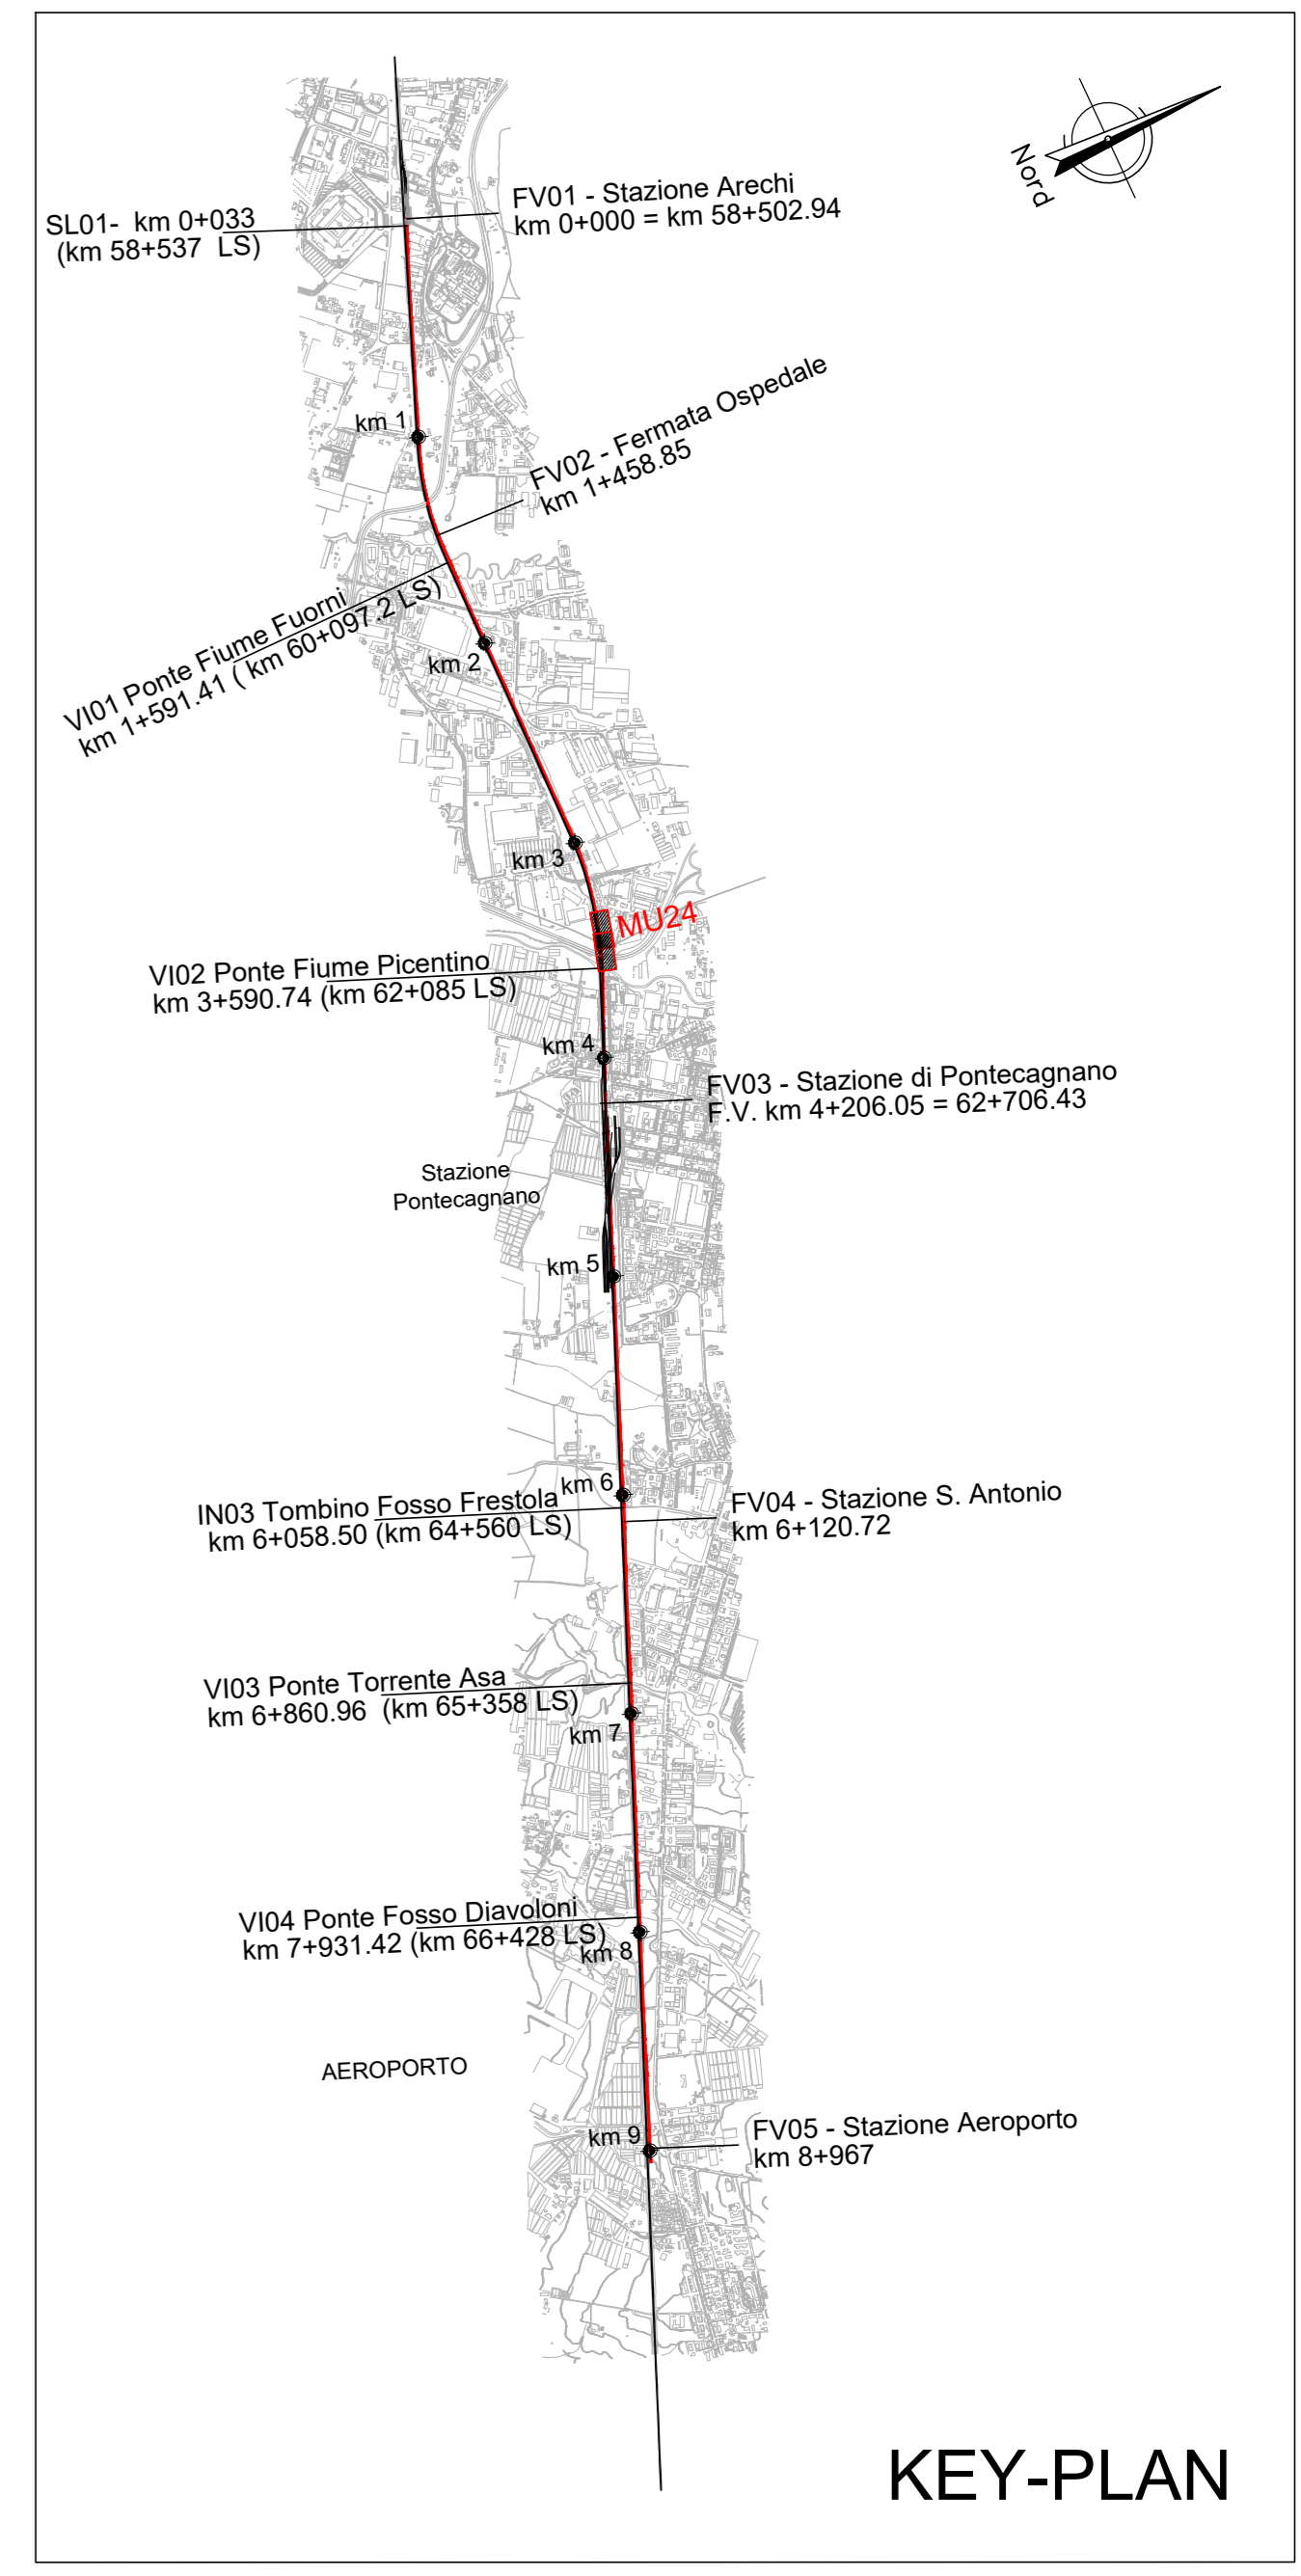 Nord
FV01 - Stazione Arechi
km 0+000 = km 58+502.94
SL01- km 0+033
(km 58+537 LS)
km 1
FV02 - Fermata Ospedale
km 1+458.85
VI01 Ponte Fiume Fuorni
km 1+591.41 ( km 60+097.2 LS)
km 2
km 3
MU24
VI02 Ponte Fiume Picentino
km 3+590.74 (km 62+085 LS)
km 4
FV03 - Stazione di Pontecagnano
F.V. km 4+206.05 = 62+706.43
Stazione
Pontecagnano
km 5
km 6
IN03 Tombino Fosso Frestola
km 6+058.50 (km 64+560 LS)
FV04 - Stazione S. Antonio
km 6+120.72
VI03 Ponte Torrente Asa
km 6+860.96 (km 65+358 LS)
km 7
VI04 Ponte Fosso Diavoloni
km 7+931.42 (km 66+428 LS)
km 8
AEROPORTO
km 9
FV05 - Stazione Aeroporto
km 8+967
KEY-PLAN